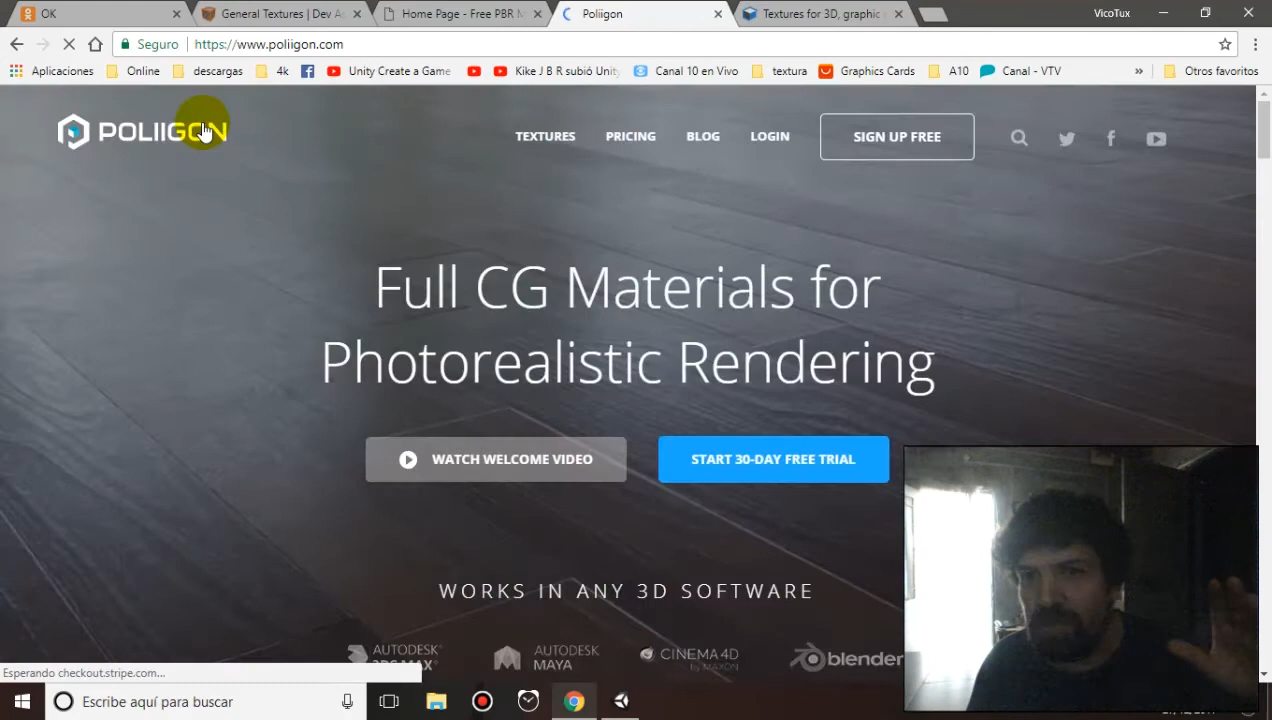 OK
General Textures | Dev A
Home Page - Free PBR M
Poliigon
Textures for 3D, graphic
VicoTux
Seguro
https://www.poliigon.com
Aplicaciones
Online
descargas
4k
Unity Create a Game
Kike J B R subió Unit
Canal 10 en Vivo
textura
Graphics Cards
A10
Canal - VTV
»
Otros favoritos
POLIIGON
TEXTURES
PRICING
BLOG
LOGIN
SIGN UP FREE
Full CG Materials for
Photorealistic Rendering
WATCH WELCOME VIDEO
START 30-DAY FREE TRIAL
WORKS IN ANY 3D SOFTWARE
AUTODESK
3DS MAX
AUTODESK
MAYA
CINEMA 4D
by MAXON
blender
Esperando checkout.stripe.com...
Escribe aquí para buscar